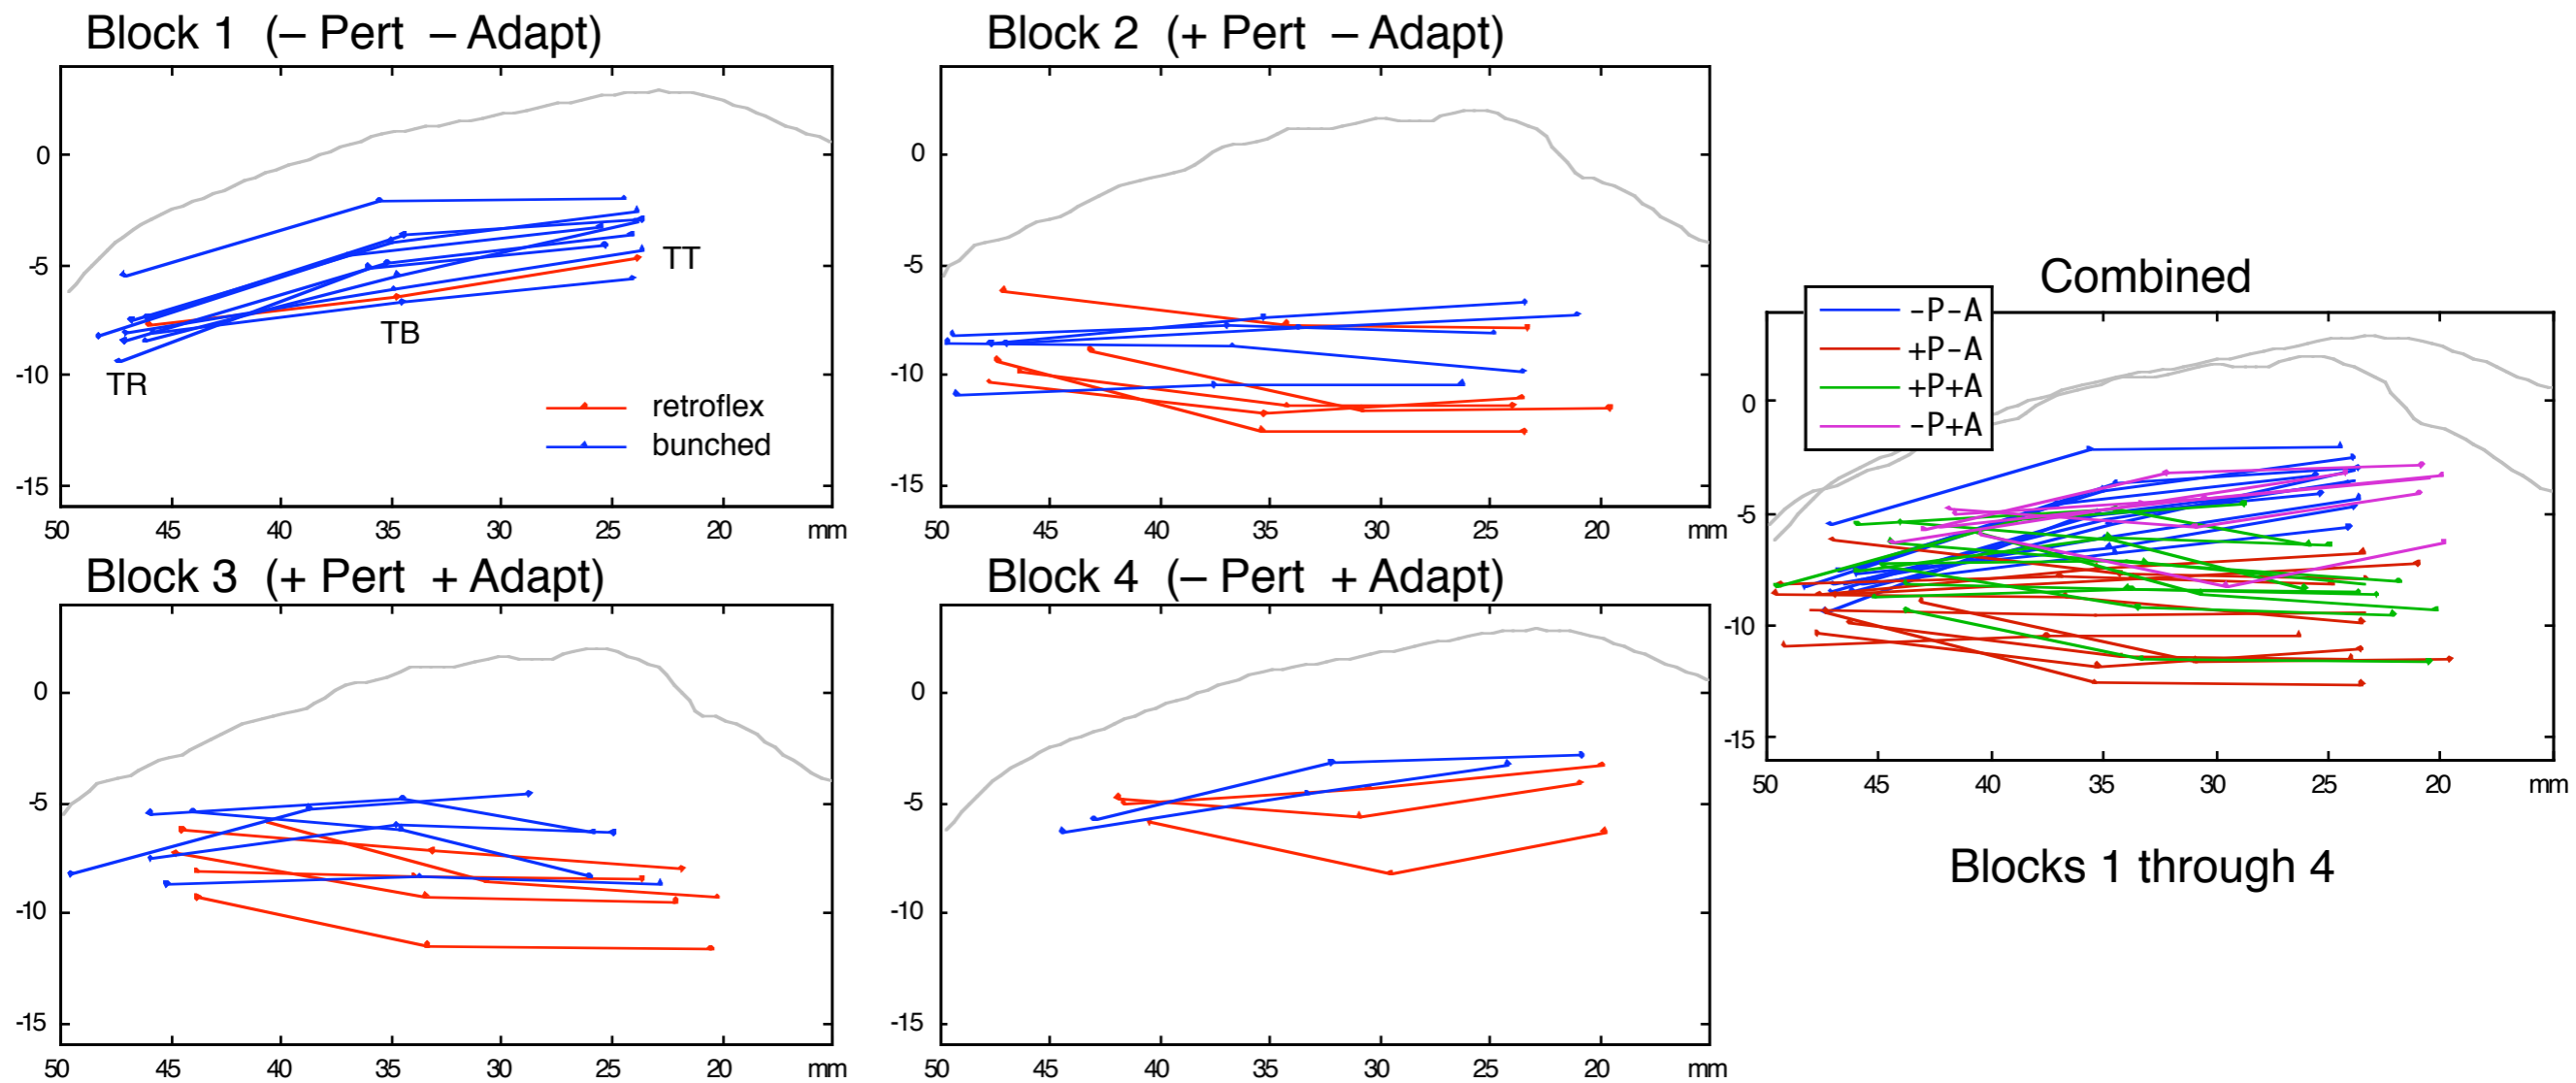 Block 1 (– Pert – Adapt)
0
-5
-10
-15
50 45 40 35 30 25 20 mm
TT
TB
TR
retroflex
bunched
Block 2 (+ Pert – Adapt)
0
-5
-10
-15
50 45 40 35 30 25 20 mm
Block 3 (+ Pert + Adapt)
0
-5
-10
-15
50 45 40 35 30 25 20 mm
Block 4 (– Pert + Adapt)
0
-5
-10
-15
50 45 40 35 30 25 20 mm
Combined
-P-A
+P-A
+P+A
-P+A
0
-5
-10
-15
50 45 40 35 30 25 20 mm
Blocks 1 through 4